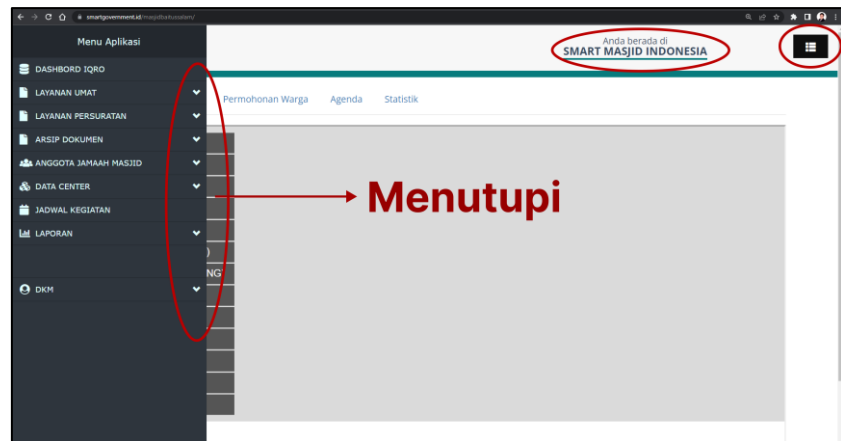 smartgovernment.id/masjidbaitussalam/
Menu Aplikasi
Anda berada di
SMART MASJID INDONESIA
DASHBORD IQRO
LAYANAN UMAT
LAYANAN PERSURATAN
ARSIP DOKUMEN
ANGGOTA JAMAAH MASJID
DATA CENTER
JADWAL KEGIATAN
LAPORAN
DKM
Permohonan Warga Agenda Statistik
Menutupi
)
NG